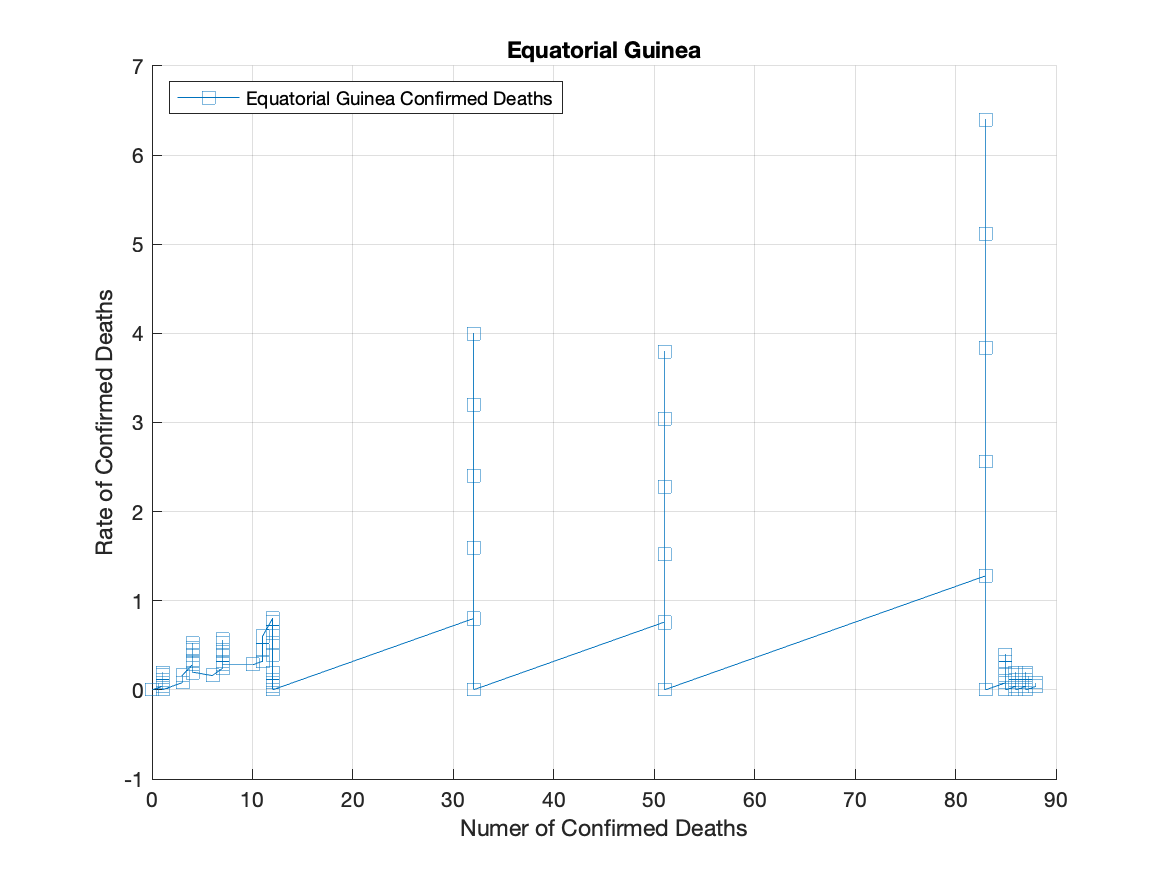 Equatorial Guinea
Equatorial Guinea Confirmed Deaths
7
6
5
4
3
2
1
0
-1
Rate of Confirmed Deaths
0 10 20 30 40 50 60 70 80 90
Numer of Confirmed Deaths